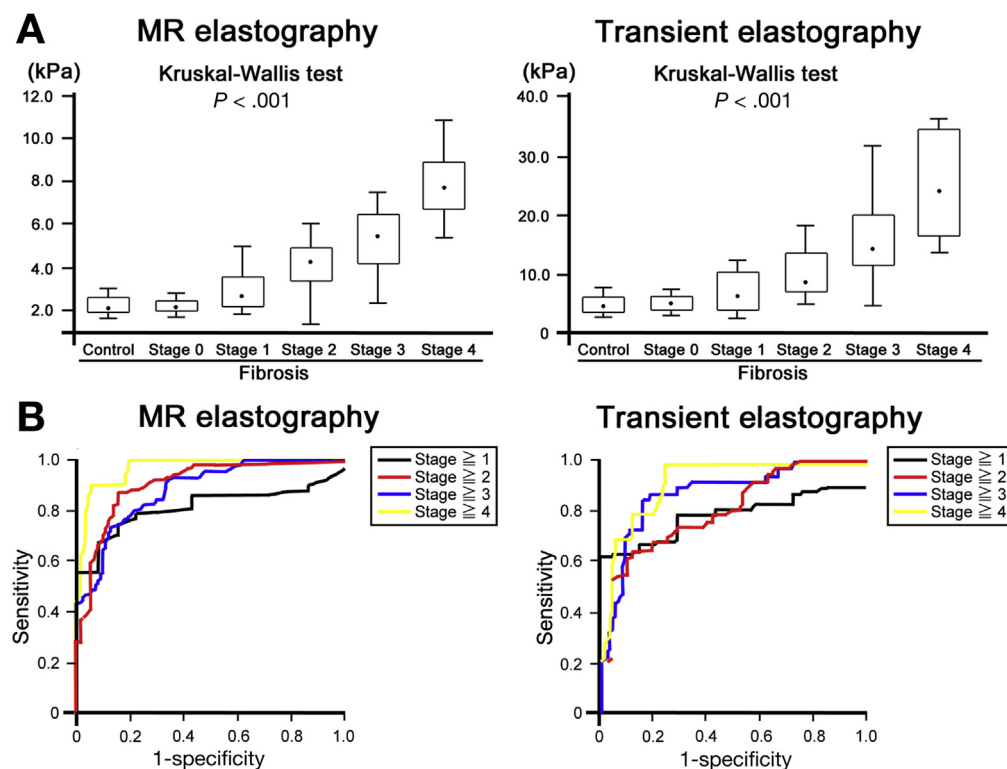 A
MR elastography
(kPa)
Kruskal-Wallis test
P < .001
12.0
10.0
8.0
6.0
4.0
2.0
Control Stage 0 Stage 1 Stage 2 Stage 3 Stage 4
Fibrosis
Transient elastography
(kPa)
Kruskal-Wallis test
P < .001
40.0
30.0
20.0
10.0
0
Control Stage 0 Stage 1 Stage 2 Stage 3 Stage 4
Fibrosis
B
MR elastography
Sensitivity
1.0
0.8
0.6
0.4
0.2
0
0 0.2 0.4 0.6 0.8 1.0
1-specificity
Stage ≧ 1
Stage ≧ 2
Stage ≧ 3
Stage ≧ 4
Transient elastography
Sensitivity
1.0
0.8
0.6
0.4
0.2
0
0 0.2 0.4 0.6 0.8 1.0
1-specificity
Stage ≧ 1
Stage ≧ 2
Stage ≧ 3
Stage ≧ 4